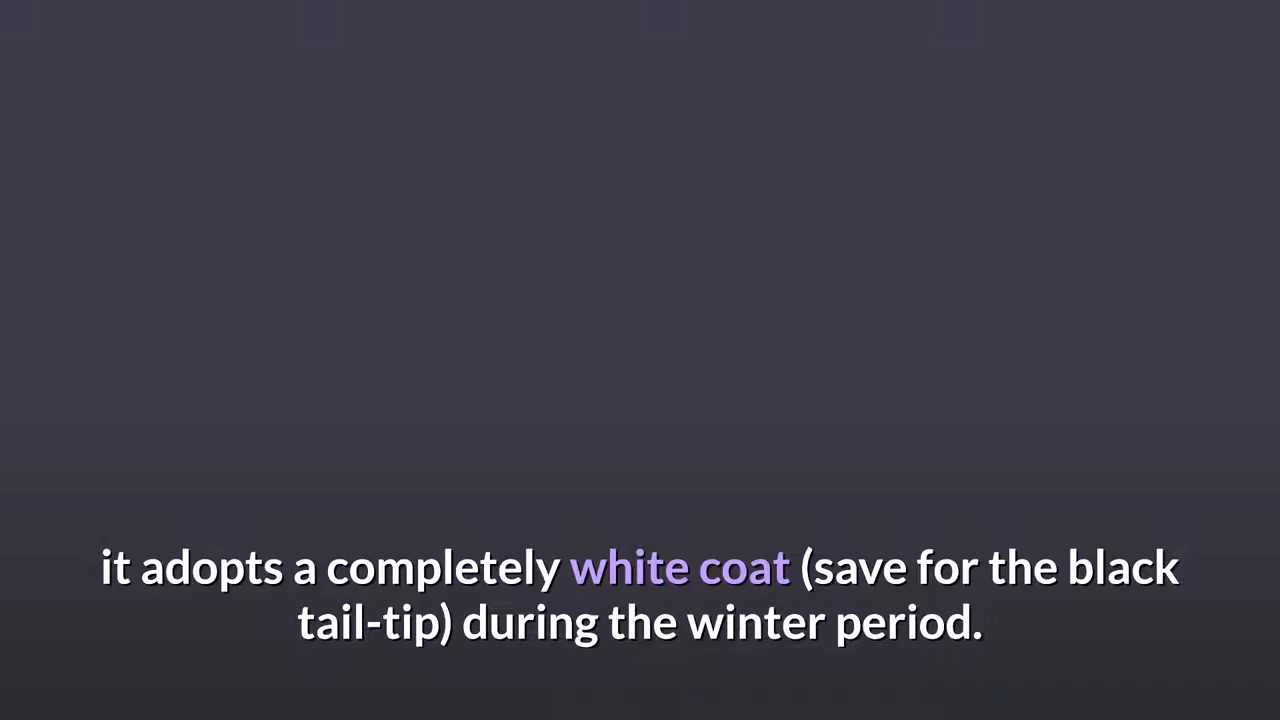 it adopts a completely white coat (save for the black
tail-tip) during the winter period.